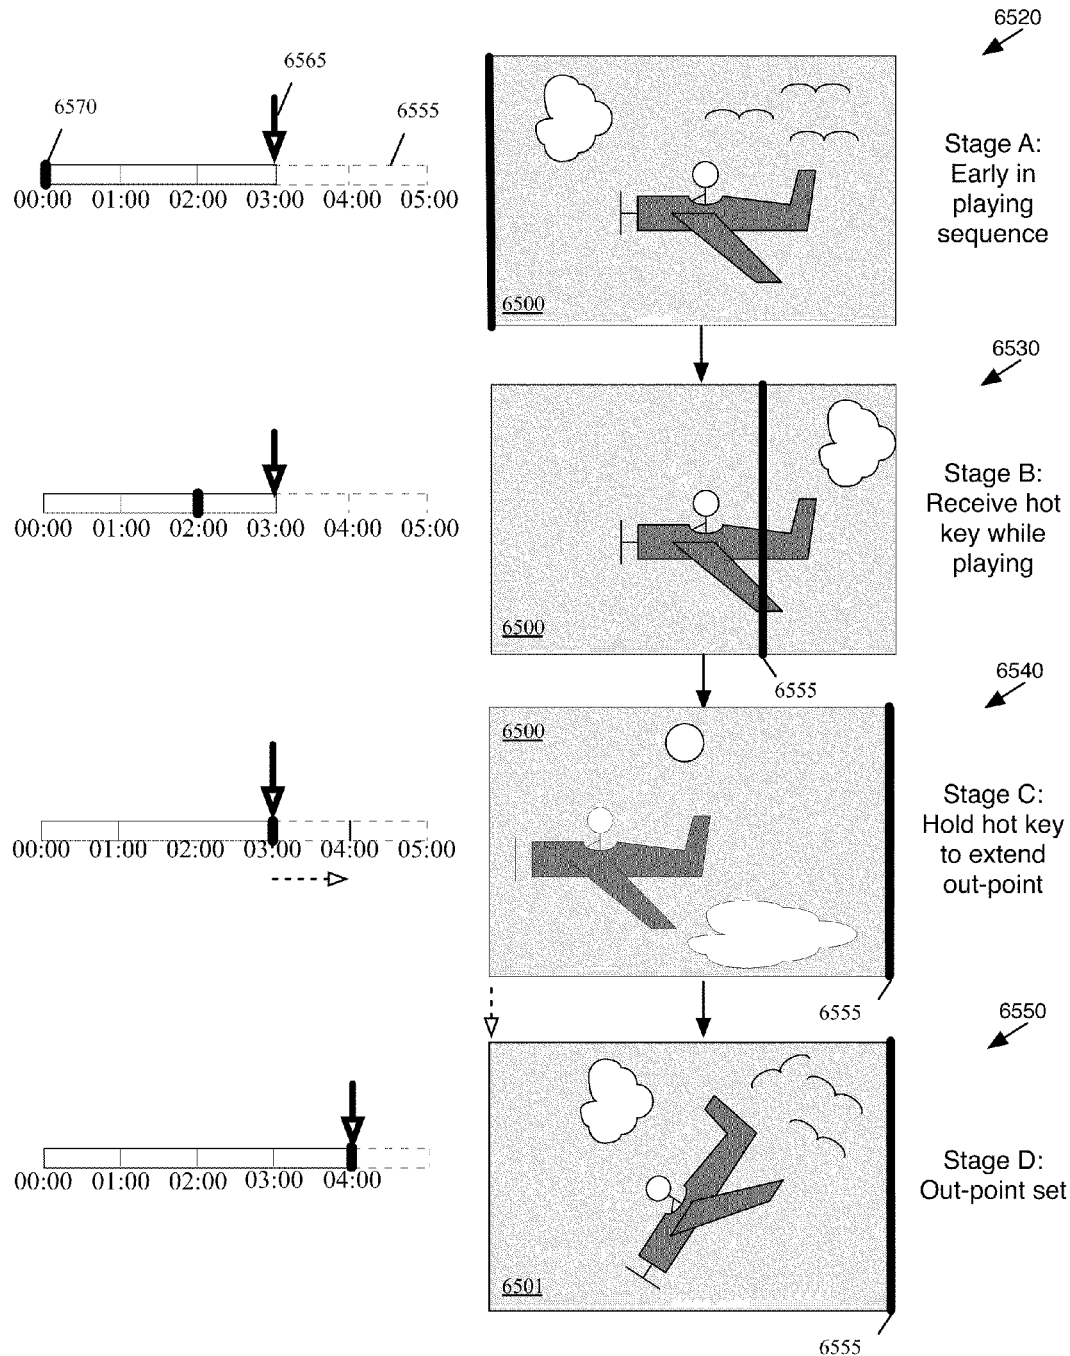 6520
6565
6570
6555
Stage A:
Early in
playing
sequence
00:00 01:00 02:00 03:00 04:00 05:00
6500
6530
Stage B:
Receive hot
key while
playing
00:00 01:00 02:00 03:00 04:00 05:00
6500
6555
6540
6500
Stage C:
Hold hot key
to extend
out-point
00:00 01:00 02:00 03:00 04:00 05:00
6555
6550
Stage D:
Out-point set
00:00 01:00 02:00 03:00 04:00
6501
6555